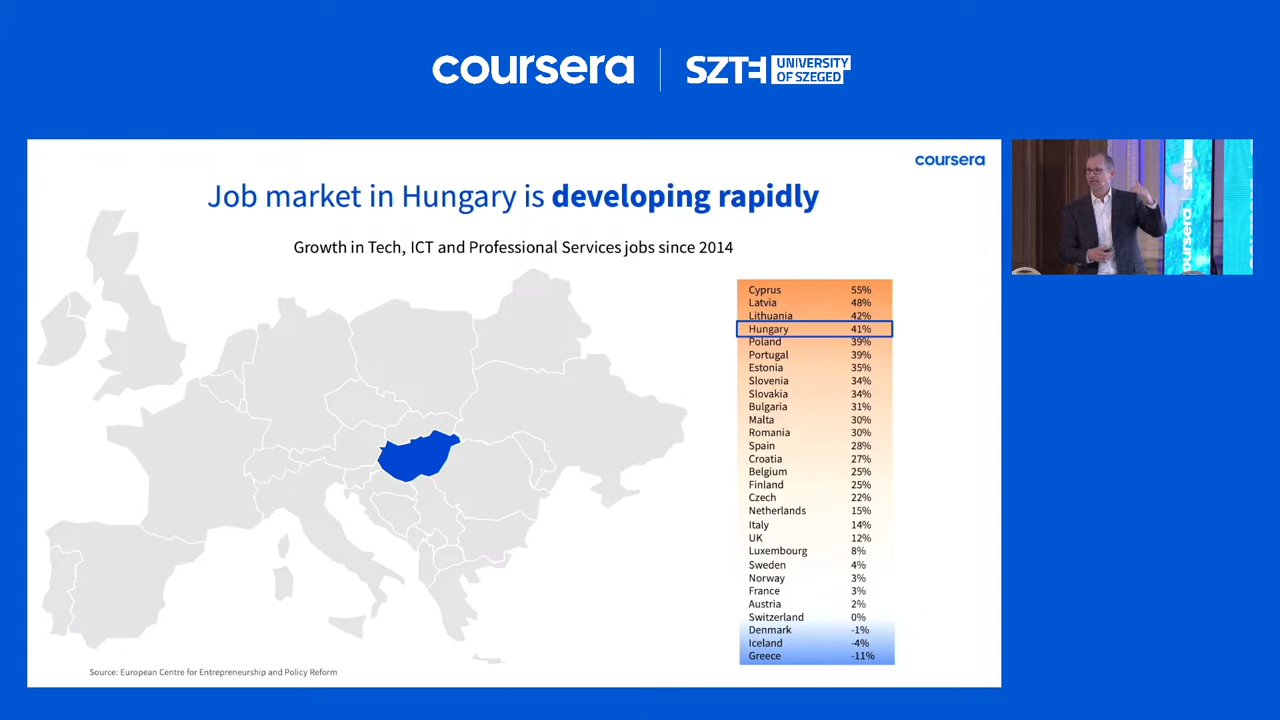 coursera
SZTE UNIVERSITY
OF SZEGED
coursera
Job market in Hungary is developing rapidly
Growth in Tech, ICT and Professional Services jobs since 2014
Cyprus 55%
Latvia 48%
Lithuania 42%
Hungary 41%
Poland 39%
Portugal 39%
Estonia 35%
Slovenia 34%
Slovakia 34%
Bulgaria 31%
Malta 30%
Romania 30%
Spain 28%
Croatia 27%
Belgium 25%
Finland 25%
Czech 22%
Netherlands 15%
Italy 14%
UK 12%
Luxembourg 8%
Sweden 4%
Norway 3%
France 3%
Austria 2%
Switzerland 0%
Denmark -1%
Iceland -4%
Greece -11%
Source: European Centre for Entrepreneurship and Policy Reform
oursera
SZTE